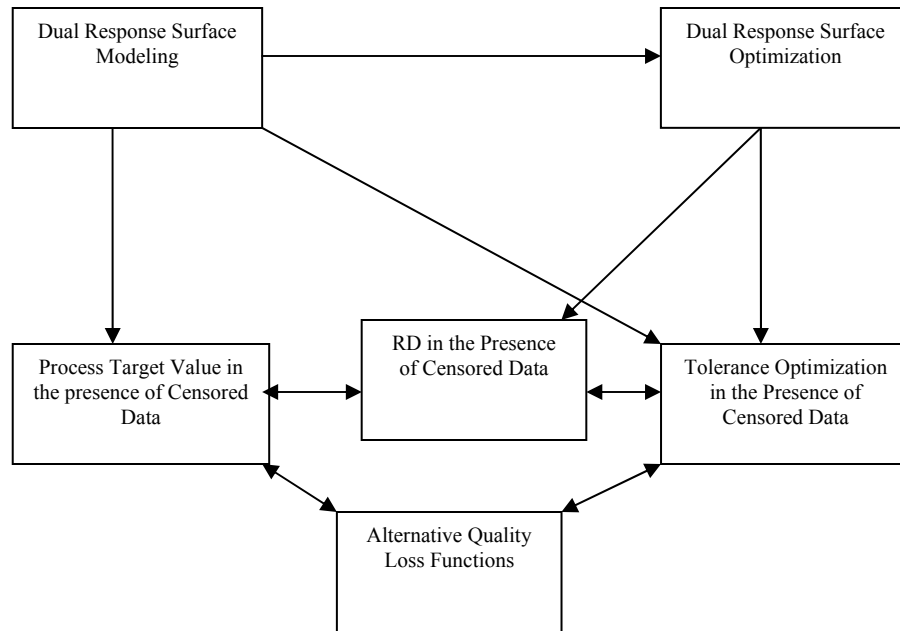 Dual Response Surface
Modeling
Dual Response Surface
Optimization
Process Target Value in
the presence of Censored
Data
RD in the Presence
of Censored Data
Tolerance Optimization
in the Presence of
Censored Data
Alternative Quality
Loss Functions